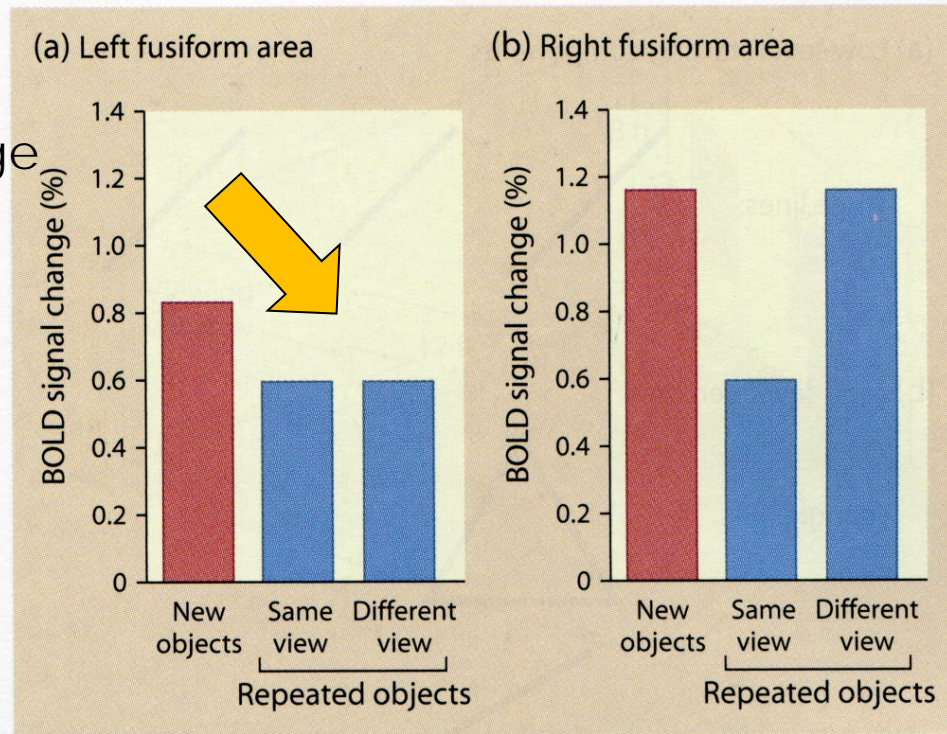 (a) Left fusiform area
ge
BOLD signal change (%)
1.4
1.2
1.0
0.8
0.6
0.4
0.2
0
New objects
Same view
Different view
Repeated objects
(b) Right fusiform area
BOLD signal change (%)
1.4
1.2
1.0
0.8
0.6
0.4
0.2
0
New objects
Same view
Different view
Repeated objects